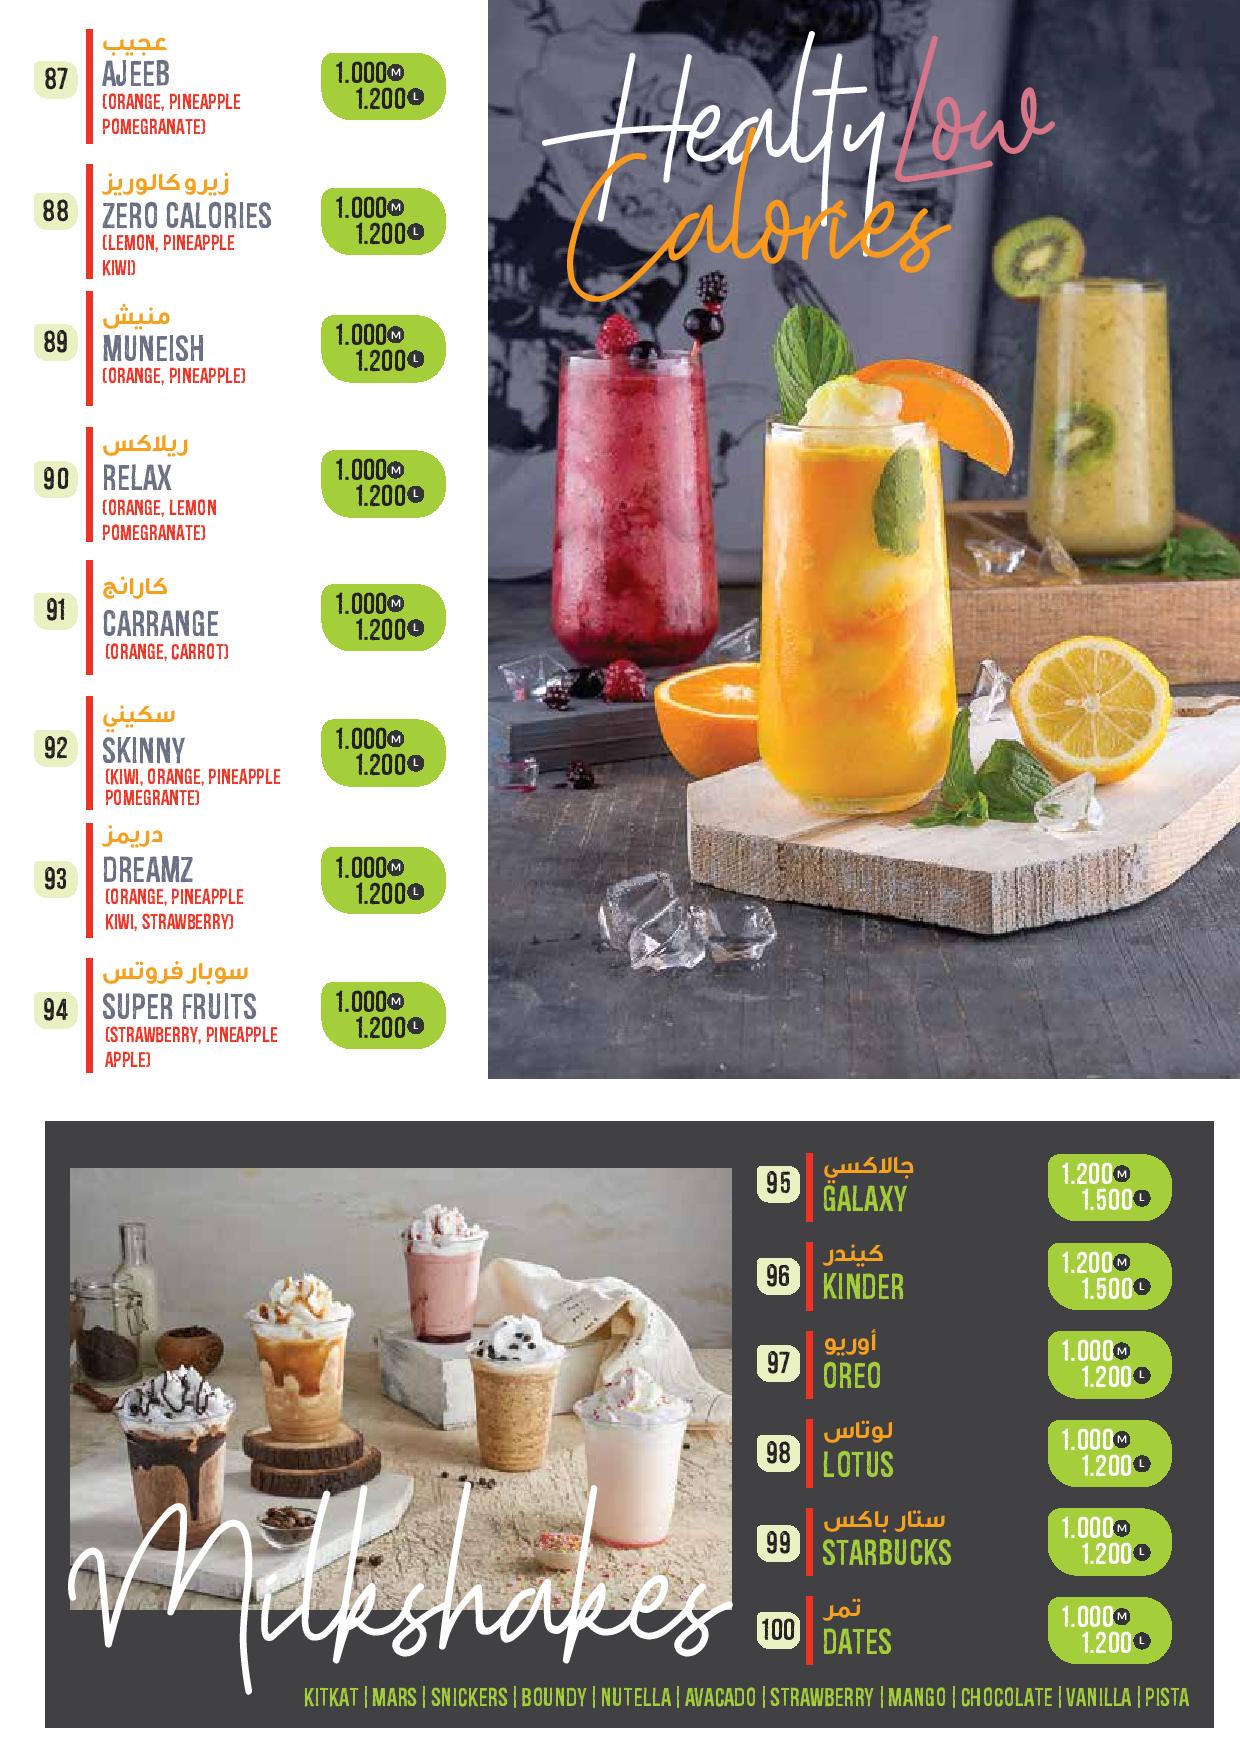 Healty Low
Calories
87
عجيب
AJEEB
(ORANGE, PINEAPPLE
POMEGRANATE)
1.000 M
1.200 L
88
زيرو كالوريز
ZERO CALORIES
(LEMON, PINEAPPLE
KIWI)
1.000 M
1.200 L
89
منيش
MUNEISH
(ORANGE, PINEAPPLE)
1.000 M
1.200 L
90
ريلاكس
RELAX
(ORANGE, LEMON
POMEGRANATE)
1.000 M
1.200 L
91
كارانج
CARRANGE
(ORANGE, CARROT)
1.000 M
1.200 L
92
سكيني
SKINNY
(KIWI, ORANGE, PINEAPPLE
POMEGRANTE)
1.000 M
1.200 L
93
دريمز
DREAMZ
(ORANGE, PINEAPPLE
KIWI, STRAWBERRY)
1.000 M
1.200 L
94
سوبار فروتس
SUPER FRUITS
(STRAWBERRY, PINEAPPLE
APPLE)
1.000 M
1.200 L
Milkshakes
95
جالاكسي
GALAXY
1.200 M
1.500 L
96
كيندر
KINDER
1.200 M
1.500 L
97
أوريو
OREO
1.000 M
1.200 L
98
لوتاس
LOTUS
1.000 M
1.200 L
99
ستار باكس
STARBUCKS
1.000 M
1.200 L
100
تمر
DATES
1.000 M
1.200 L
KITKAT | MARS | SNICKERS | BOUNDY | NUTELLA | AVACADO | STRAWBERRY | MANGO | CHOCOLATE | VANILLA | PISTA